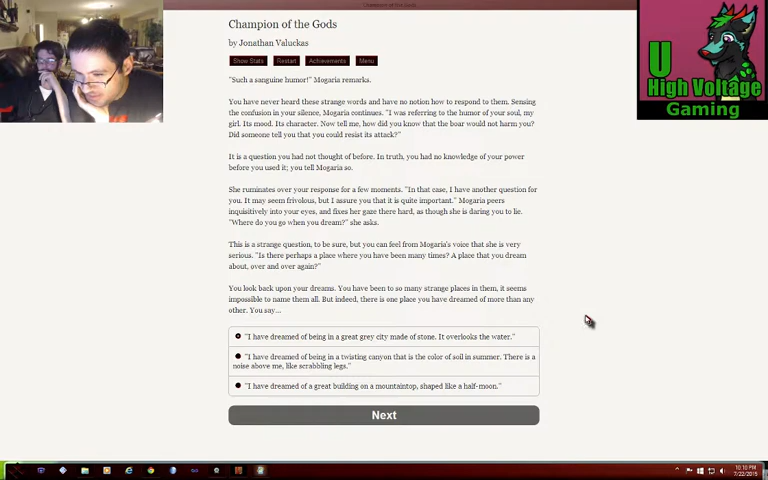 Champion of the Gods
Champion of the Gods
by Jonathan Valuckas
Show Stats
Restart
Achievements
Menu
"Such a sanguine humor!" Mogaria remarks.
You have never heard these strange words and have no notion how to respond to them. Sensing
the confusion in your silence, Mogaria continues. "I was referring to the humor of your soul, my
girl. Its mood. Its character. Now tell me, how did you know that the boar would not harm you?
Did someone tell you that you could resist its attack?"
It is a question you had not thought of before. In truth, you had no knowledge of your power
before you used it; you tell Mogaria so.
She ruminates over your response for a few moments. "In that case, I have another question for
you. It may seem frivolous, but I assure you that it is quite important." Mogaria peers
inquisitively into your eyes, and fixes her gaze there hard, as though she is daring you to lie.
"Where do you go when you dream?" she asks.
This is a strange question, to be sure, but you can feel from Mogaria's voice that she is very
serious. "Is there perhaps a place where you have been many times? A place that you dream
about, over and over again?"
You look back upon your dreams. You have been to so many strange places in them, it seems
impossible to name them all. But indeed, there is one place you have dreamed of more than any
other. You say...
"I have dreamed of being in a great grey city made of stone. It overlooks the water."
"I have dreamed of being in a twisting canyon that is the color of soil in summer. There is a
noise above me, like scrabbling legs."
"I have dreamed of a great building on a mountaintop, shaped like a half-moon."
Next
U
High Voltage
Gaming
10:10 PM
7/22/2015